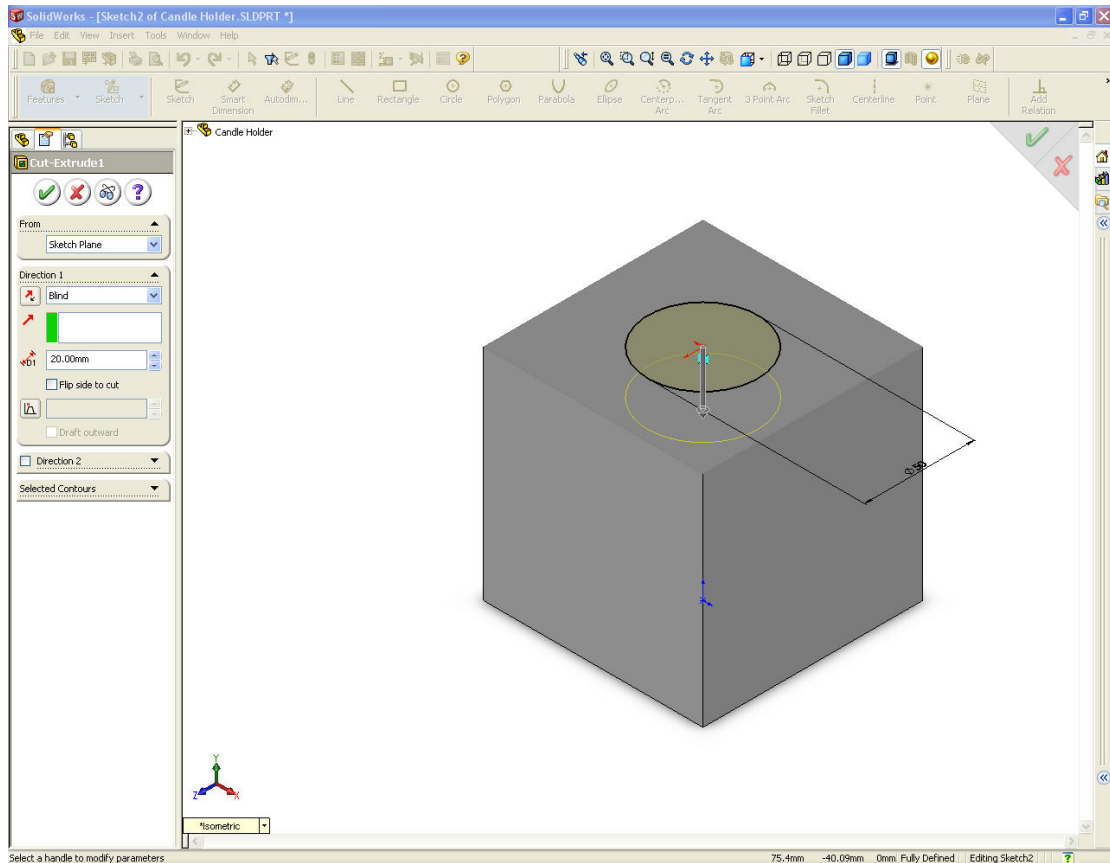 SolidWorks - [Sketch2 of Candle Holder.SLDPRT *]
File Edit View Insert Tools Window Help
Features Sketch Sketch Smart Dimension Autodim... Line Rectangle Circle Polygon Parabola Ellipse Centerp... Arc Tangent Arc 3 Point Arc Sketch Fillet Centerline Point Plane Add Relation
Candle Holder
Cut-Extrude1
From
Sketch Plane
Direction 1
Blind
D1
20.00mm
Flip side to cut
Draft outward
Direction 2
Selected Contours
Ø 50
Y
Z
X
*Isometric
Select a handle to modify parameters
75.4mm -40.09mm 0mm Fully Defined Editing Sketch2